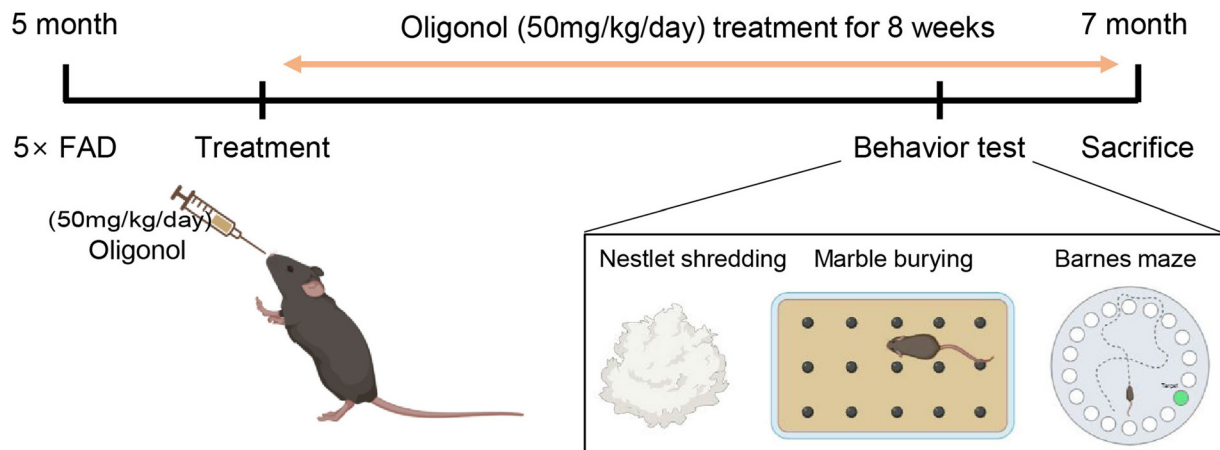 5 month
Oligonol (50mg/kg/day) treatment for 8 weeks
7 month
5× FAD
Treatment
Behavior test
Sacrifice
(50mg/kg/day)
Oligonol
Nestlet shredding
Marble burying
Barnes maze
Target